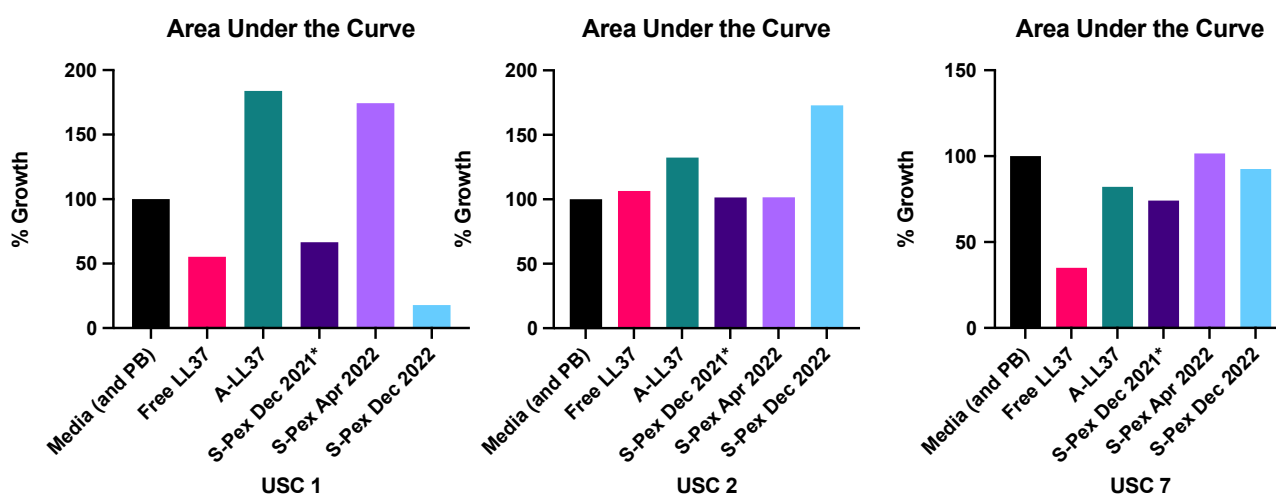 Area Under the Curve
% Growth
200
150
100
50
0
Media (and PB)
Free LL37
A-LL37
S-Pex Dec 2021*
S-Pex Apr 2022
S-Pex Dec 2022
USC 1
Area Under the Curve
% Growth
200
150
100
50
0
Media (and PB)
Free LL37
A-LL37
S-Pex Dec 2021*
S-Pex Apr 2022
S-Pex Dec 2022
USC 2
Area Under the Curve
% Growth
150
100
50
0
Media (and PB)
Free LL37
A-LL37
S-Pex Dec 2021*
S-Pex Apr 2022
S-Pex Dec 2022
USC 7